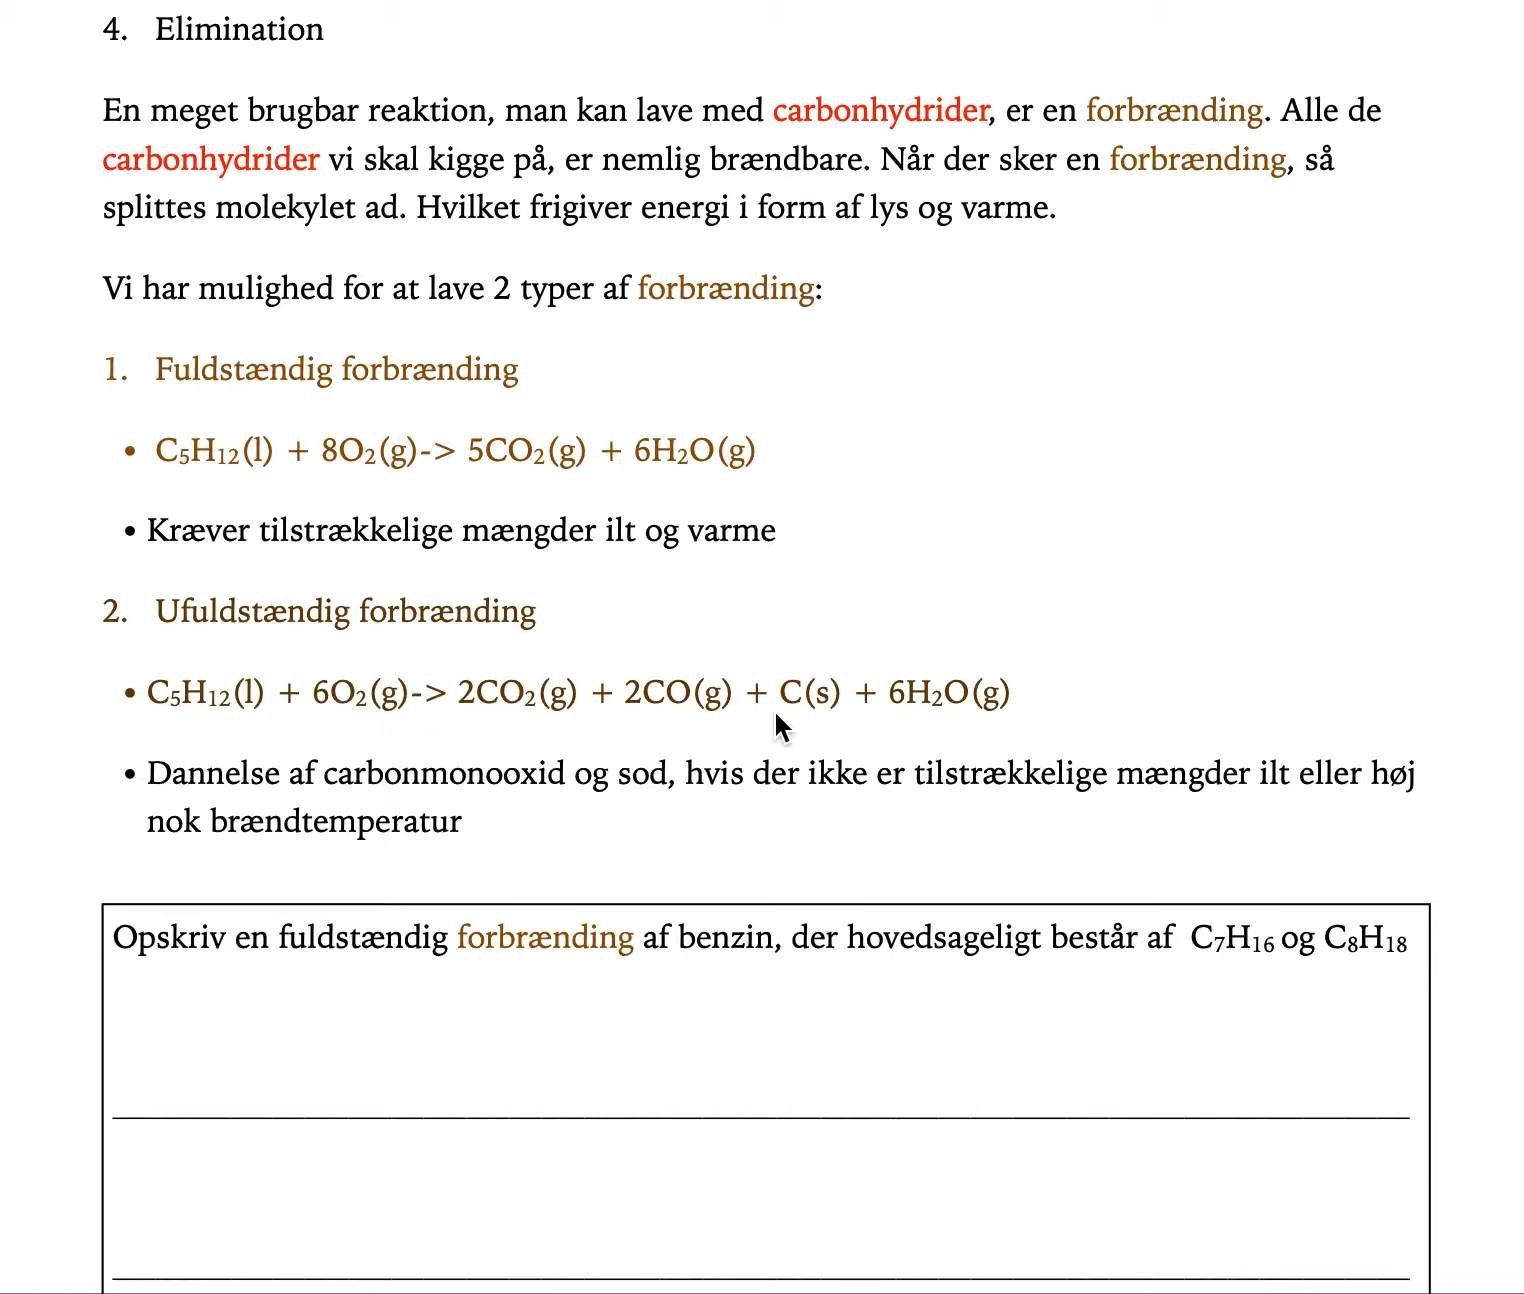 4. Elimination
En meget brugbar reaktion, man kan lave med carbonhydrider, er en forbrænding. Alle de
carbonhydrider vi skal kigge på, er nemlig brændbare. Når der sker en forbrænding, så
splittes molekylet ad. Hvilket frigiver energi i form af lys og varme.
Vi har mulighed for at lave 2 typer af forbrænding:
1. Fuldstændig forbrænding
• C₅H₁₂(l) + 8O₂(g)-> 5CO₂(g) + 6H₂O(g)
• Kræver tilstrækkelige mængder ilt og varme
2. Ufuldstændig forbrænding
• C₅H₁₂(l) + 6O₂(g)-> 2CO₂(g) + 2CO(g) + C(s) + 6H₂O(g)
• Dannelse af carbonmonooxid og sod, hvis der ikke er tilstrækkelige mængder ilt eller høj
nok brændtemperatur
Opskriv en fuldstændig forbrænding af benzin, der hovedsageligt består af C₇H₁₆ og C₈H₁₈